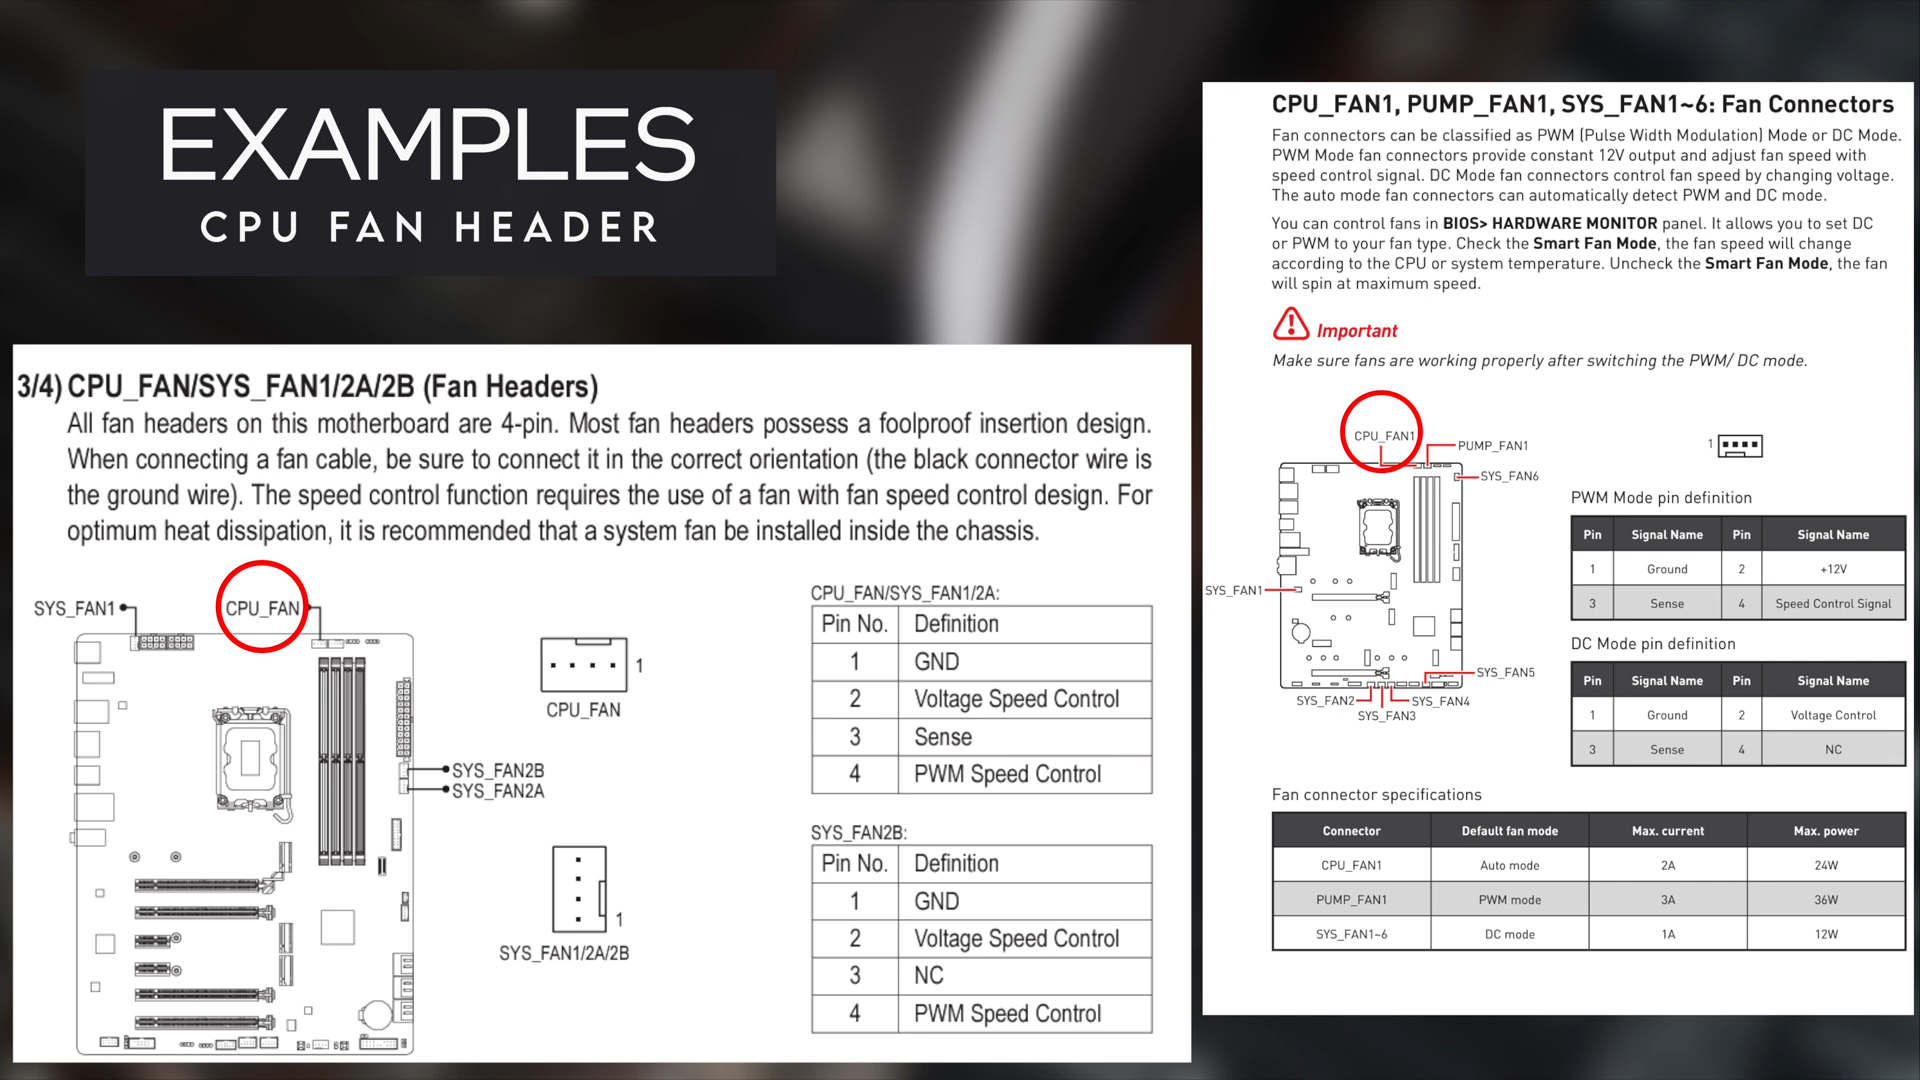 EXAMPLES
CPU FAN HEADER
3/4) CPU_FAN/SYS_FAN1/2A/2B (Fan Headers)
All fan headers on this motherboard are 4-pin. Most fan headers possess a foolproof insertion design.
When connecting a fan cable, be sure to connect it in the correct orientation (the black connector wire is
the ground wire). The speed control function requires the use of a fan with fan speed control design. For
optimum heat dissipation, it is recommended that a system fan be installed inside the chassis.
SYS_FAN1
CPU_FAN
SYS_FAN2B
SYS_FAN2A
1
CPU_FAN
1
SYS_FAN1/2A/2B
CPU_FAN/SYS_FAN1/2A:
Pin No. Definition
1 GND
2 Voltage Speed Control
3 Sense
4 PWM Speed Control
SYS_FAN2B:
Pin No. Definition
1 GND
2 Voltage Speed Control
3 NC
4 PWM Speed Control
CPU_FAN1, PUMP_FAN1, SYS_FAN1~6: Fan Connectors
Fan connectors can be classified as PWM (Pulse Width Modulation) Mode or DC Mode.
PWM Mode fan connectors provide constant 12V output and adjust fan speed with
speed control signal. DC Mode fan connectors control fan speed by changing voltage.
The auto mode fan connectors can automatically detect PWM and DC mode.
You can control fans in BIOS> HARDWARE MONITOR panel. It allows you to set DC
or PWM to your fan type. Check the Smart Fan Mode, the fan speed will change
according to the CPU or system temperature. Uncheck the Smart Fan Mode, the fan
will spin at maximum speed.
Important
Make sure fans are working properly after switching the PWM/ DC mode.
CPU_FAN1
PUMP_FAN1
SYS_FAN6
SYS_FAN1
SYS_FAN5
SYS_FAN2
SYS_FAN4
SYS_FAN3
1
PWM Mode pin definition
Pin Signal Name Pin Signal Name
1 Ground 2 +12V
3 Sense 4 Speed Control Signal
DC Mode pin definition
Pin Signal Name Pin Signal Name
1 Ground 2 Voltage Control
3 Sense 4 NC
Fan connector specifications
Connector Default fan mode Max. current Max. power
CPU_FAN1 Auto mode 2A 24W
PUMP_FAN1 PWM mode 3A 36W
SYS_FAN1~6 DC mode 1A 12W